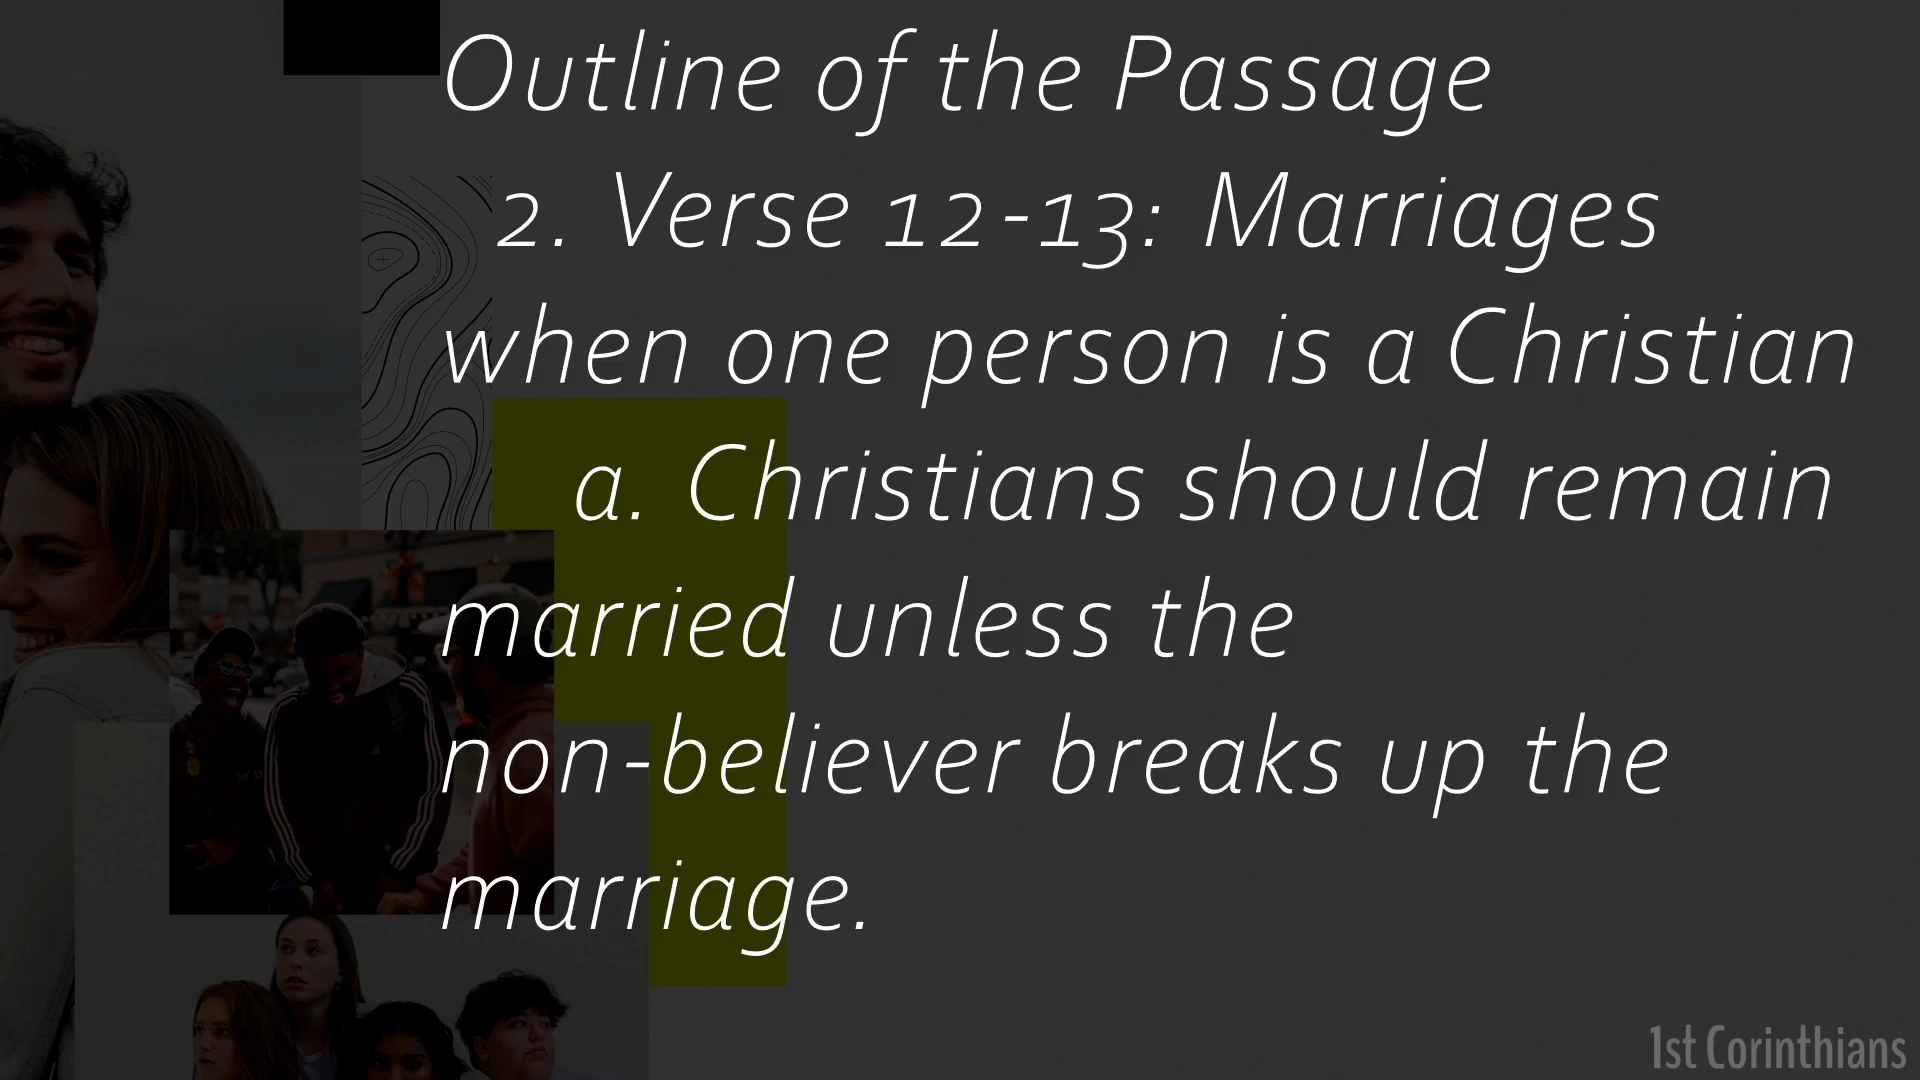 Outline of the Passage
2. Verse 12-13: Marriages
when one person is a Christian
a. Christians should remain
married unless the
non-believer breaks up the
marriage.
1st Corinthians